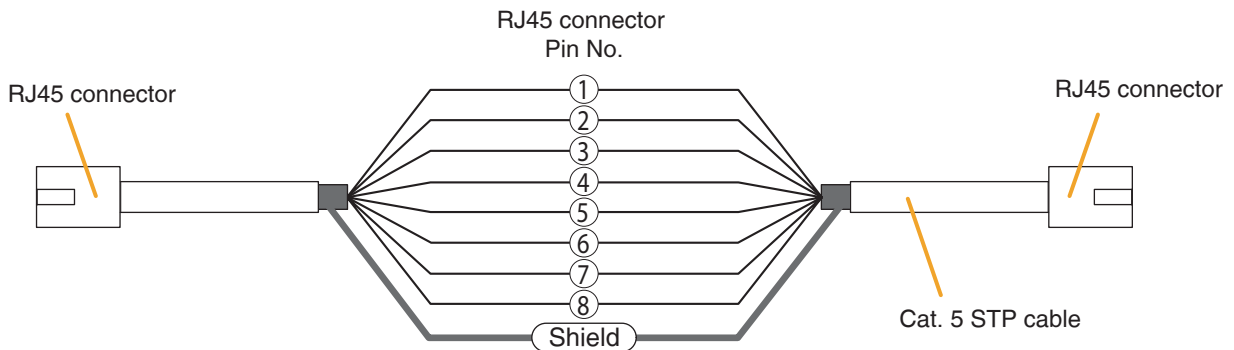 RJ45 connector
Pin No.
RJ45 connector
RJ45 connector
1
2
3
4
5
6
7
8
Shield
Cat. 5 STP cable